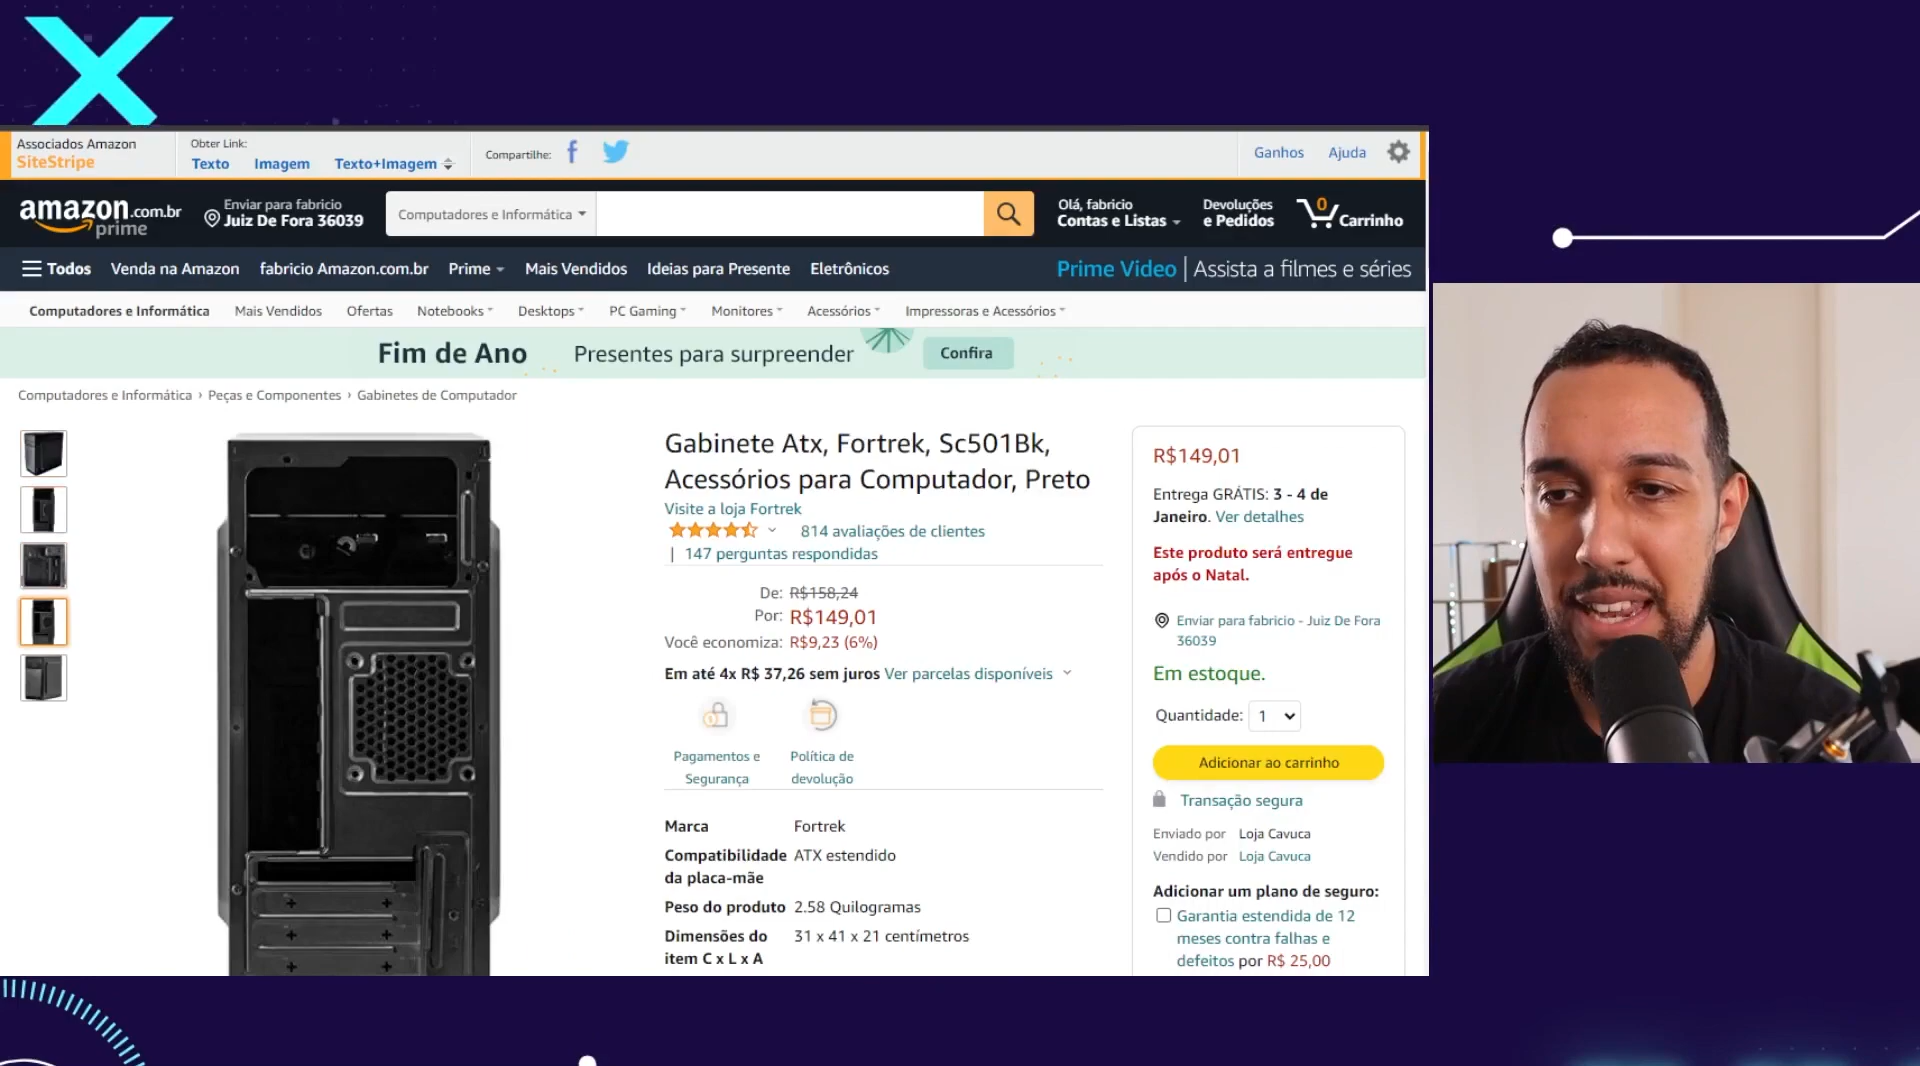 Associados Amazon
SiteStripe
Obter Link:
Texto
Imagem
Texto+Imagem
Compartilhe:
Ganhos
Ajuda
amazon.com.br
prime
Enviar para fabricio
Juiz De Fora 36039
Computadores e Informática
Olá, fabricio
Contas e Listas
Devoluções
e Pedidos
0
Carrinho
Todos
Venda na Amazon
fabricio Amazon.com.br
Prime
Mais Vendidos
Ideias para Presente
Eletrônicos
Prime Video
Assista a filmes e séries
Computadores e Informática
Mais Vendidos
Ofertas
Notebooks
Desktops
PC Gaming
Monitores
Acessórios
Impressoras e Acessórios
Fim de Ano
Presentes para surpreender
Confira
Computadores e Informática › Peças e Componentes › Gabinetes de Computador
Gabinete Atx, Fortrek, Sc501Bk,
Acessórios para Computador, Preto
Visite a loja Fortrek
814 avaliações de clientes
| 147 perguntas respondidas
De: R$158,24
Por: R$149,01
Você economiza: R$9,23 (6%)
Em até 4x R$ 37,26 sem juros Ver parcelas disponíveis
Pagamentos e
Segurança
Política de
devolução
Marca Fortrek
Compatibilidade ATX estendido
da placa-mãe
Peso do produto 2.58 Quilogramas
Dimensões do 31 x 41 x 21 centímetros
item C x L x A
R$149,01
Entrega GRÁTIS: 3 - 4 de
Janeiro. Ver detalhes
Este produto será entregue
após o Natal.
Enviar para fabricio - Juiz De Fora
36039
Em estoque.
Quantidade: 1
Adicionar ao carrinho
Transação segura
Enviado por Loja Cavuca
Vendido por Loja Cavuca
Adicionar um plano de seguro:
Garantia estendida de 12
meses contra falhas e
defeitos por R$ 25,00